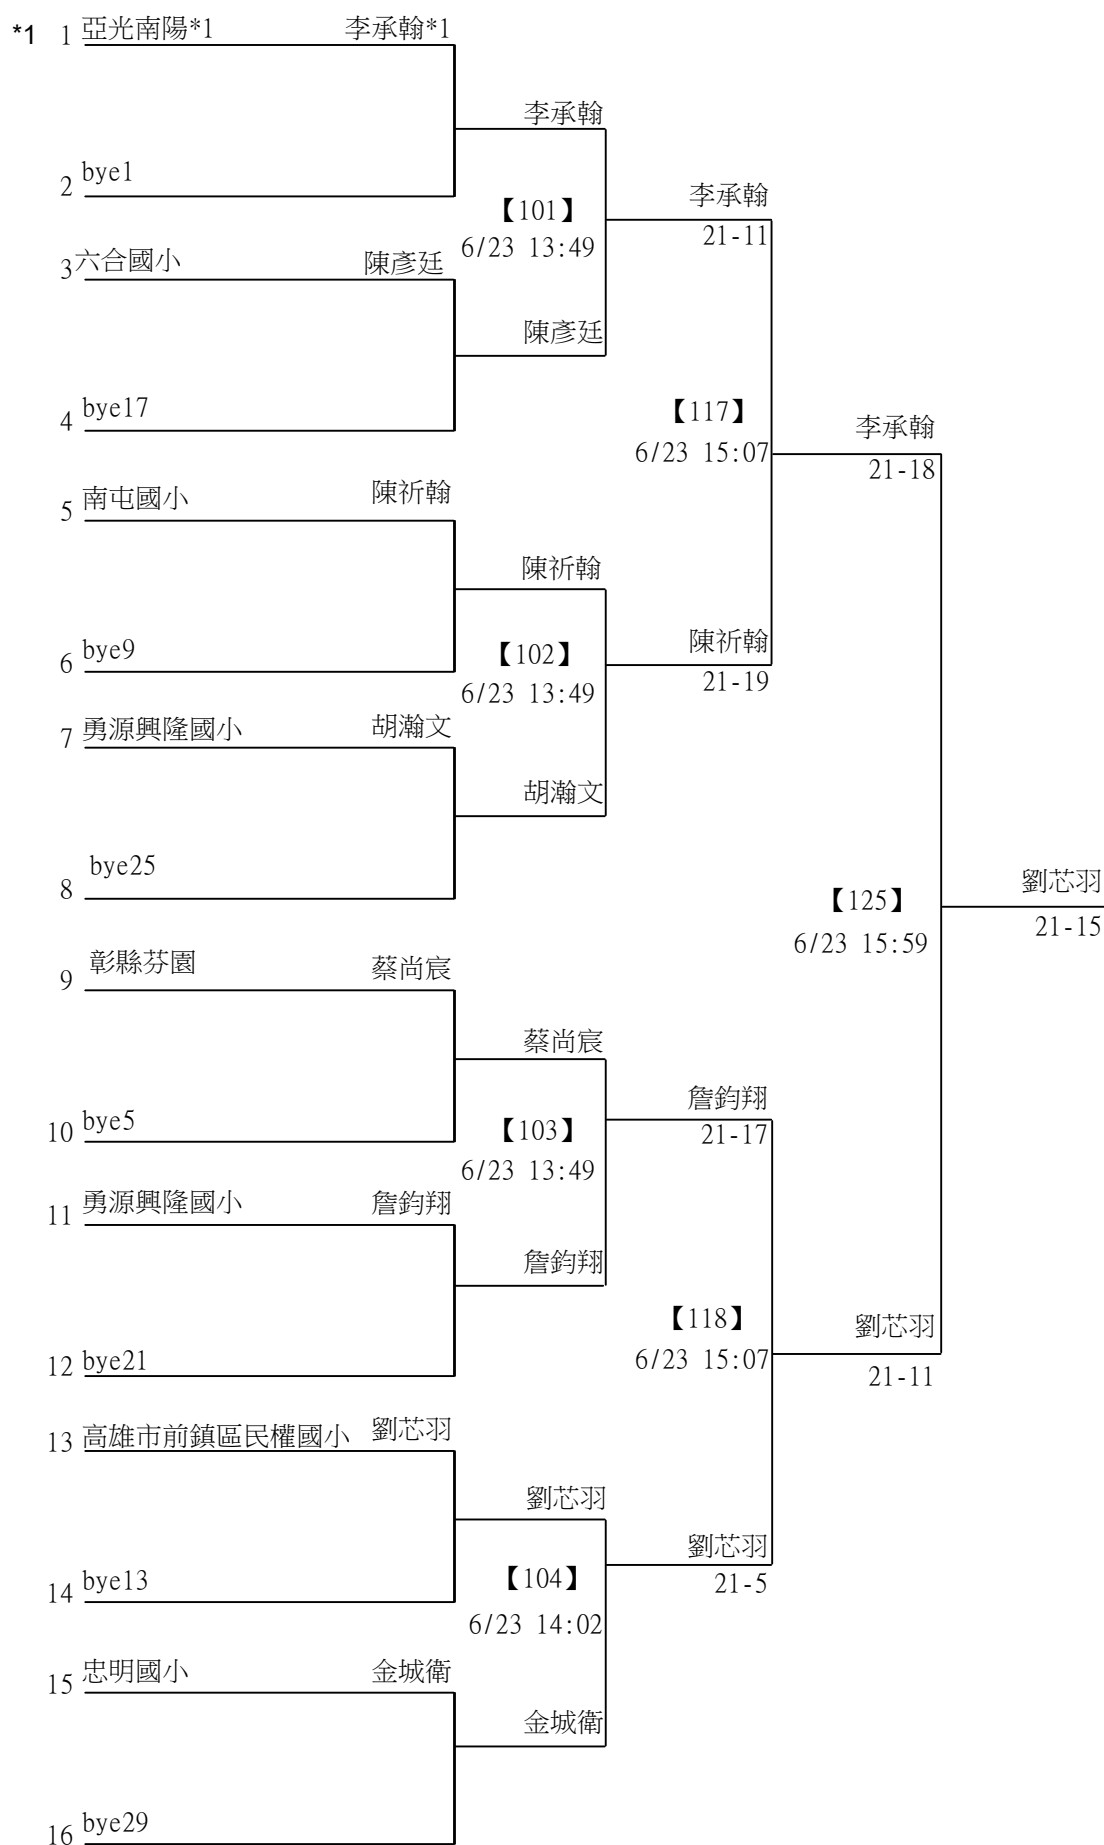 *1 1 亞光南陽*1 李承翰*1
李承翰
2 bye1
李承翰
【101】
21-11
6/23 13:49
3 六合國小 陳彥廷
陳彥廷
4 bye17
【117】
李承翰
6/23 15:07
21-18
5 南屯國小 陳祈翰
陳祈翰
6 bye9
【102】
陳祈翰
6/23 13:49
21-19
7 勇源興隆國小 胡瀚文
胡瀚文
8 bye25
劉芯羽
【125】
21-15
6/23 15:59
9 彰縣芬園 蔡尚宸
蔡尚宸
詹鈞翔
10 bye5
【103】
21-17
6/23 13:49
11 勇源興隆國小 詹鈞翔
詹鈞翔
【118】
劉芯羽
12 bye21
6/23 15:07
21-11
13 高雄市前鎮區民權國小 劉芯羽
劉芯羽
劉芯羽
14 bye13
【104】
21-5
6/23 14:02
15 忠明國小 金城衛
金城衛
16 bye29